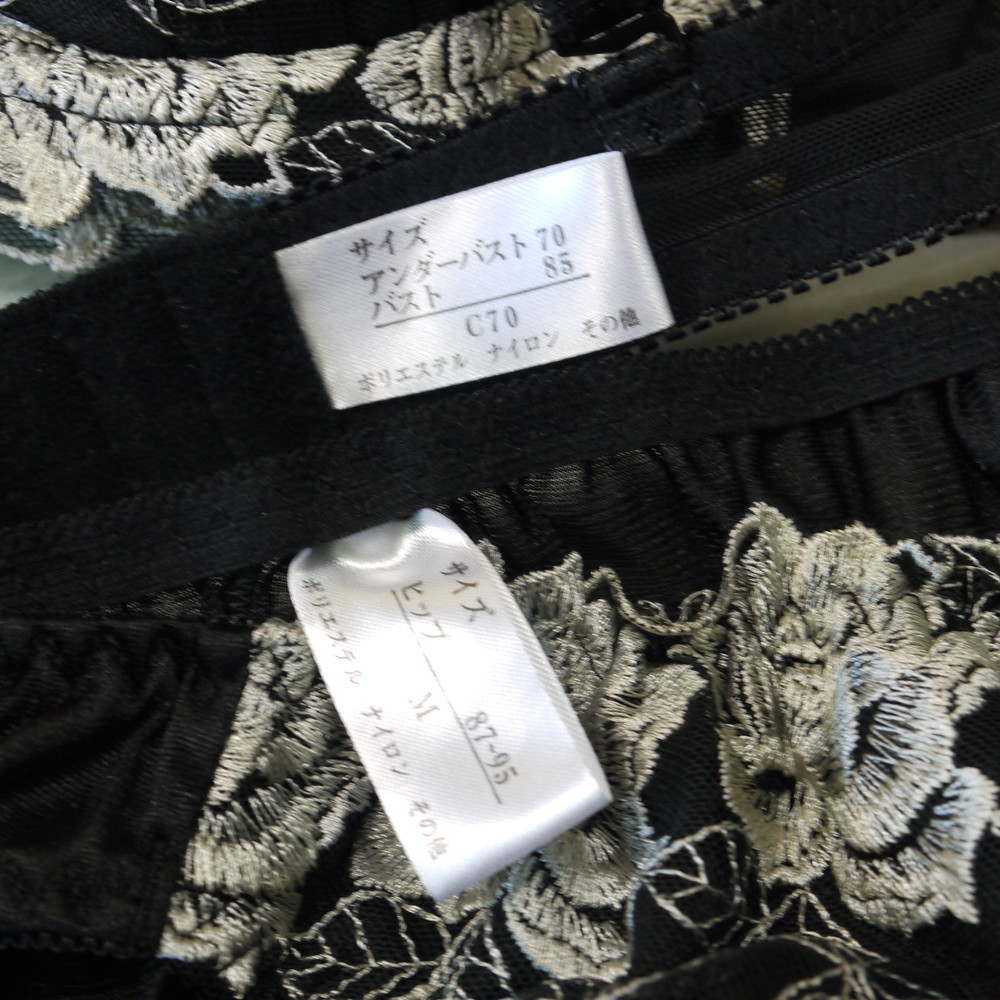 サイズ
アンダーバスト 70
バスト 85
C70
ポリエステル ナイロン その他
サイズ
ヒップ 87-95
M
ポリエステル ナイロン その他